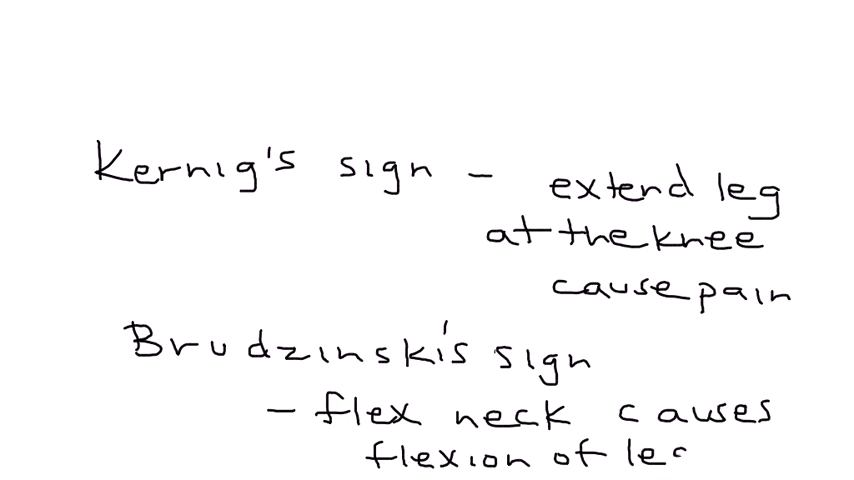 Kernig's sign - extend leg
at the knee
cause pain
Brudzinski's sign
- flex neck causes
flexion of